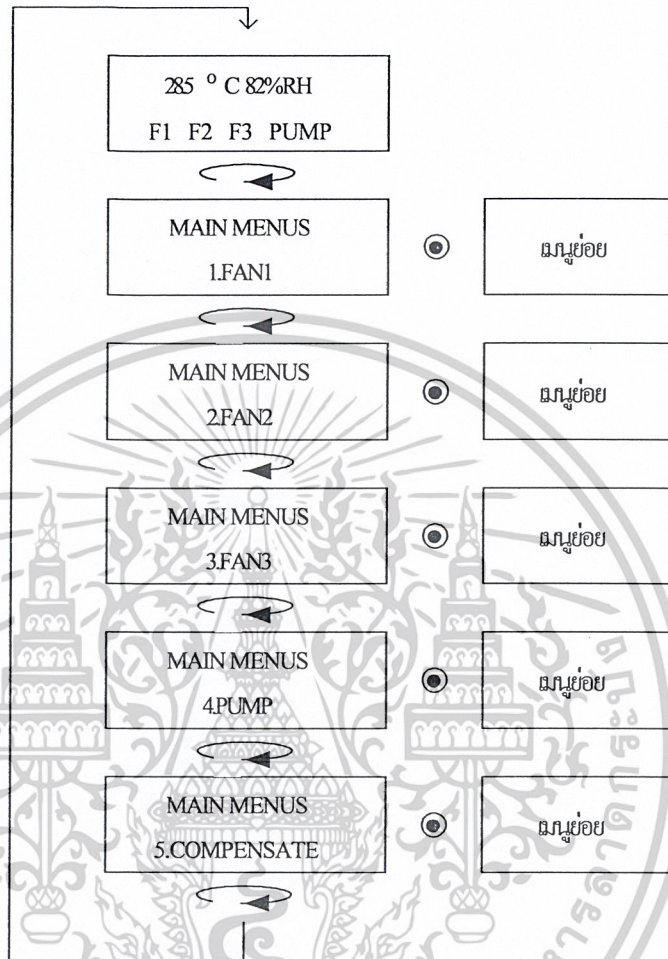 285 ° C 82%RH
F1 F2 F3 PUMP
MAIN MENUS
1.FAN1
เมนูย่อย
MAIN MENUS
2.FAN2
เมนูย่อย
MAIN MENUS
3.FAN3
เมนูย่อย
MAIN MENUS
4.PUMP
เมนูย่อย
MAIN MENUS
5.COMPENSATE
เมนูย่อย